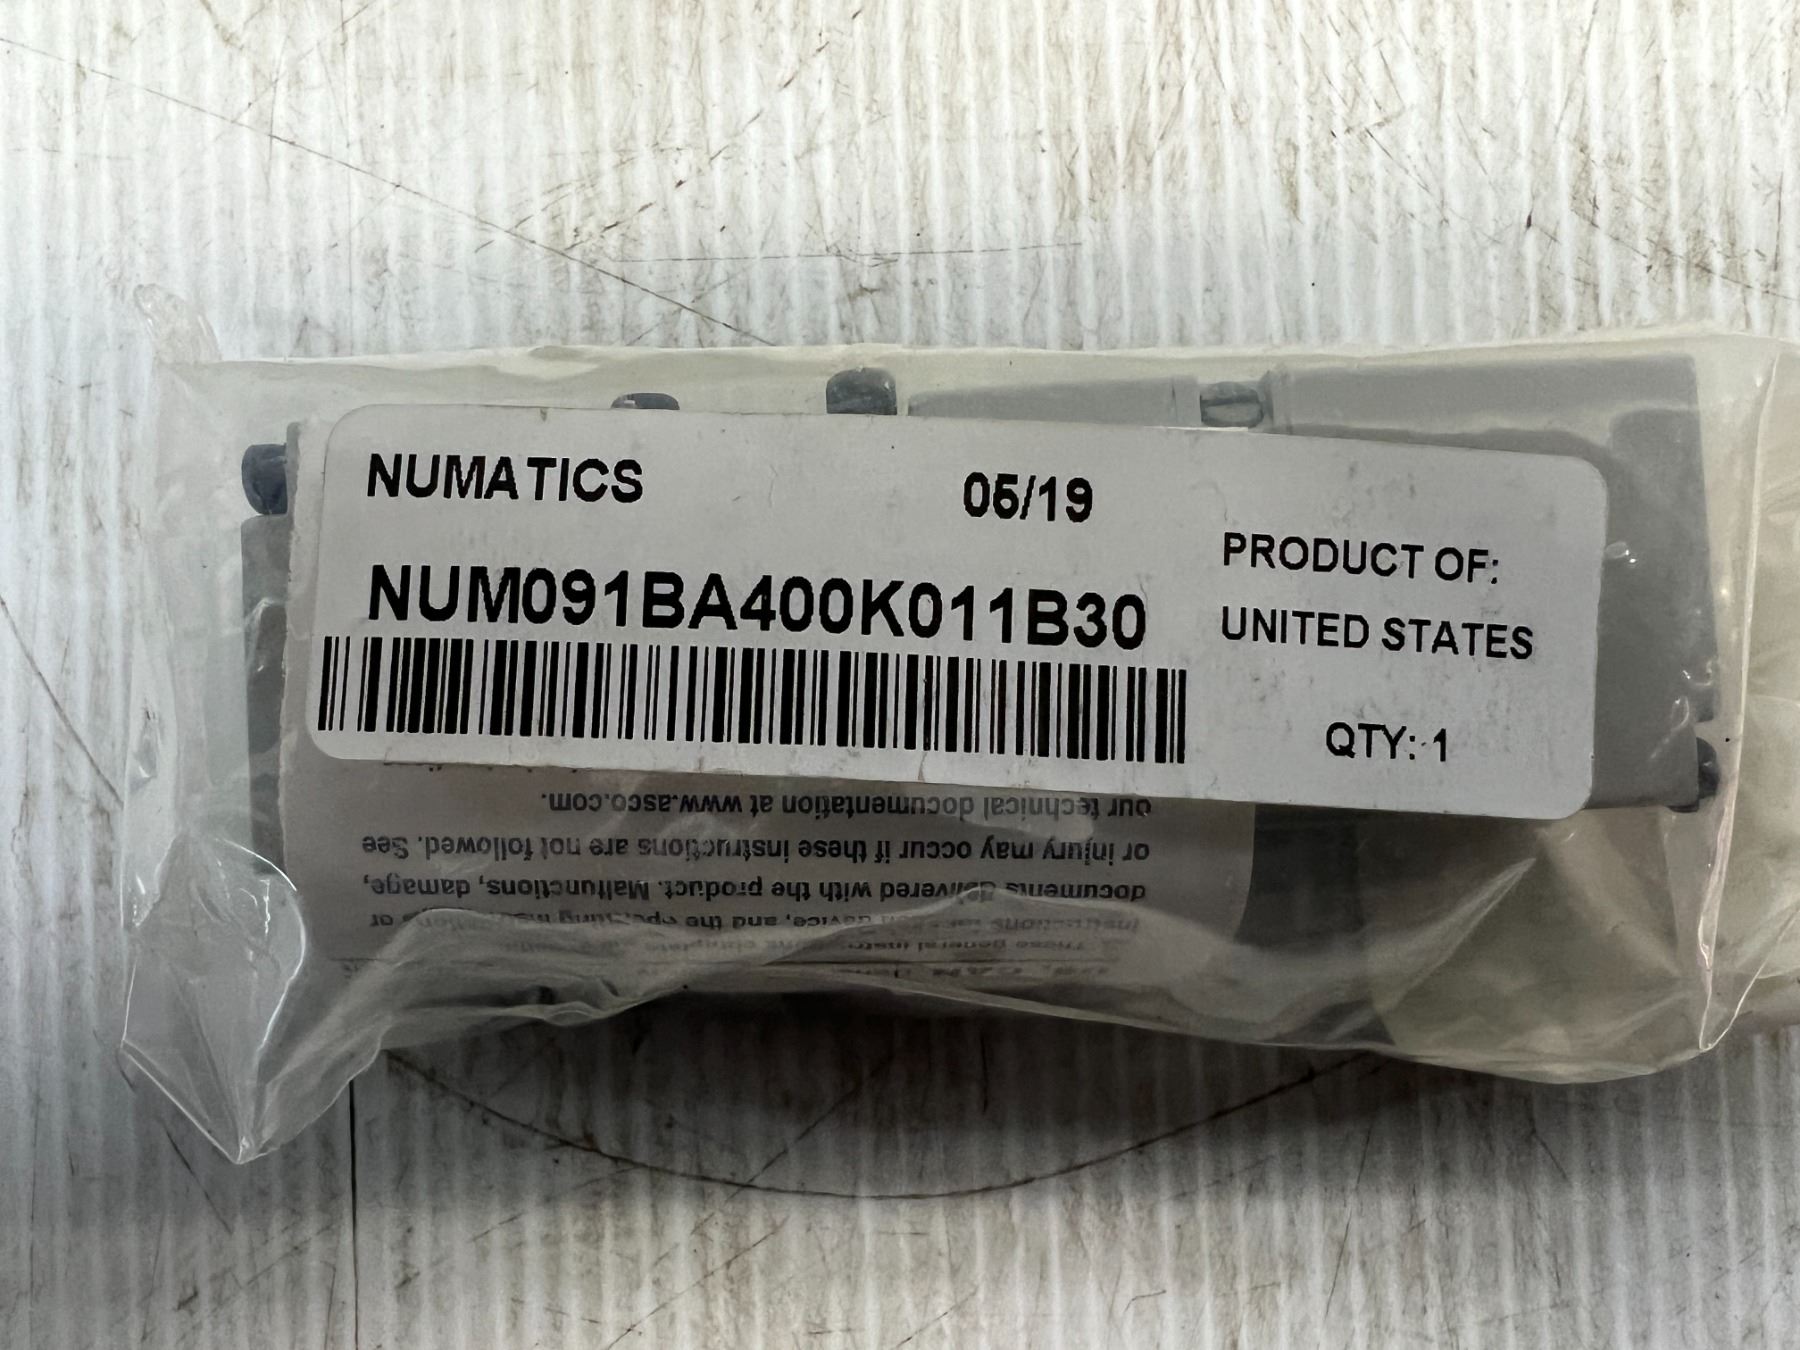 NUMATICS
05/19
NUM091BA400K011B30
PRODUCT OF:
UNITED STATES
QTY: 1
documents delivered with the product. Malfunctions, damage,
or injury may occur if these instructions are not followed. See
our technical documentation at www.asco.com.